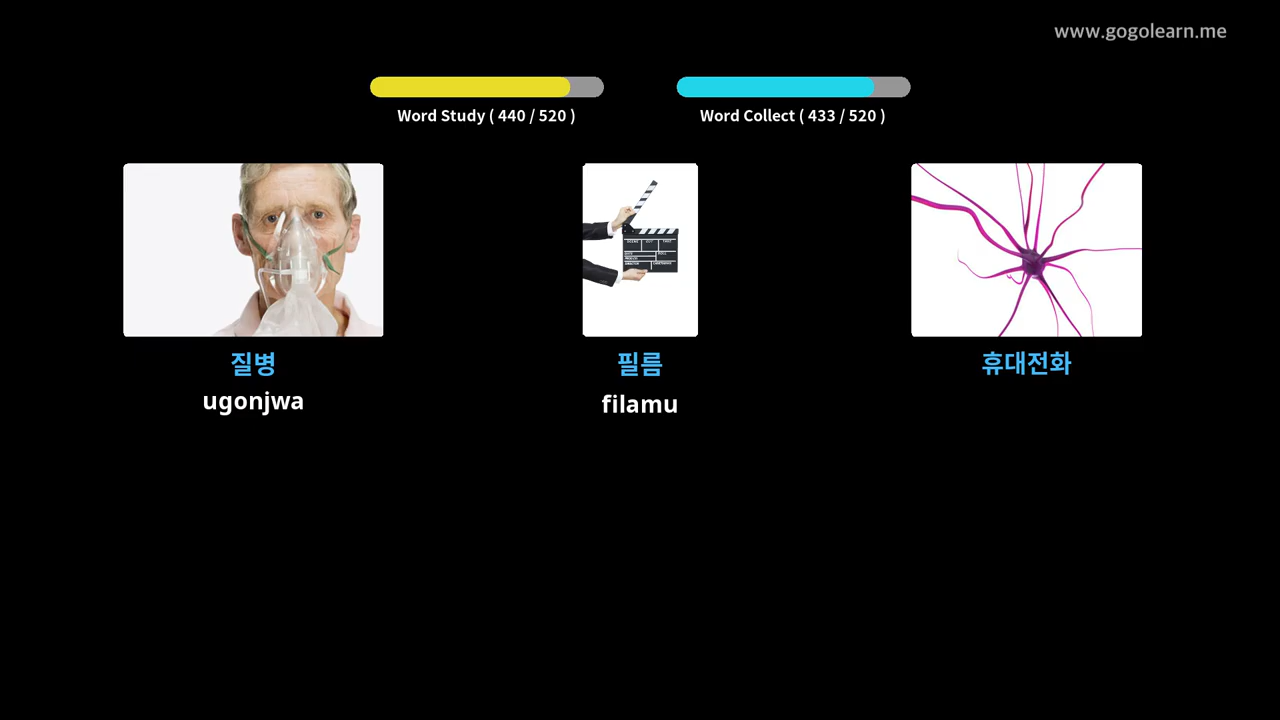 www.gogolearn.me
Word Study ( 440 / 520 )
Word Collect ( 433 / 520 )
질병
ugonjwa
필름
filamu
휴대전화